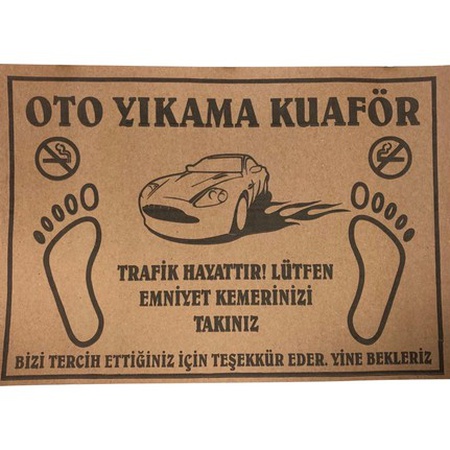 OTO YIKAMA KUAFÖR
TRAFİK HAYATTIR! LÜTFEN
EMNİYET KEMERİNİZİ
TAKINIZ
BİZİ TERCİH ETTİĞİNİZ İÇİN TEŞEKKÜR EDER. YİNE BEKLERİZ